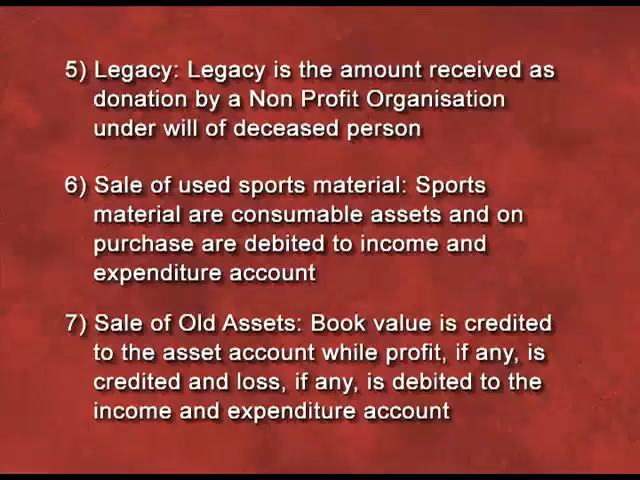 5) Legacy: Legacy is the amount received as
donation by a Non Profit Organisation
under will of deceased person
6) Sale of used sports material: Sports
material are consumable assets and on
purchase are debited to income and
expenditure account
7) Sale of Old Assets: Book value is credited
to the asset account while profit, if any, is
credited and loss, if any, is debited to the
income and expenditure account